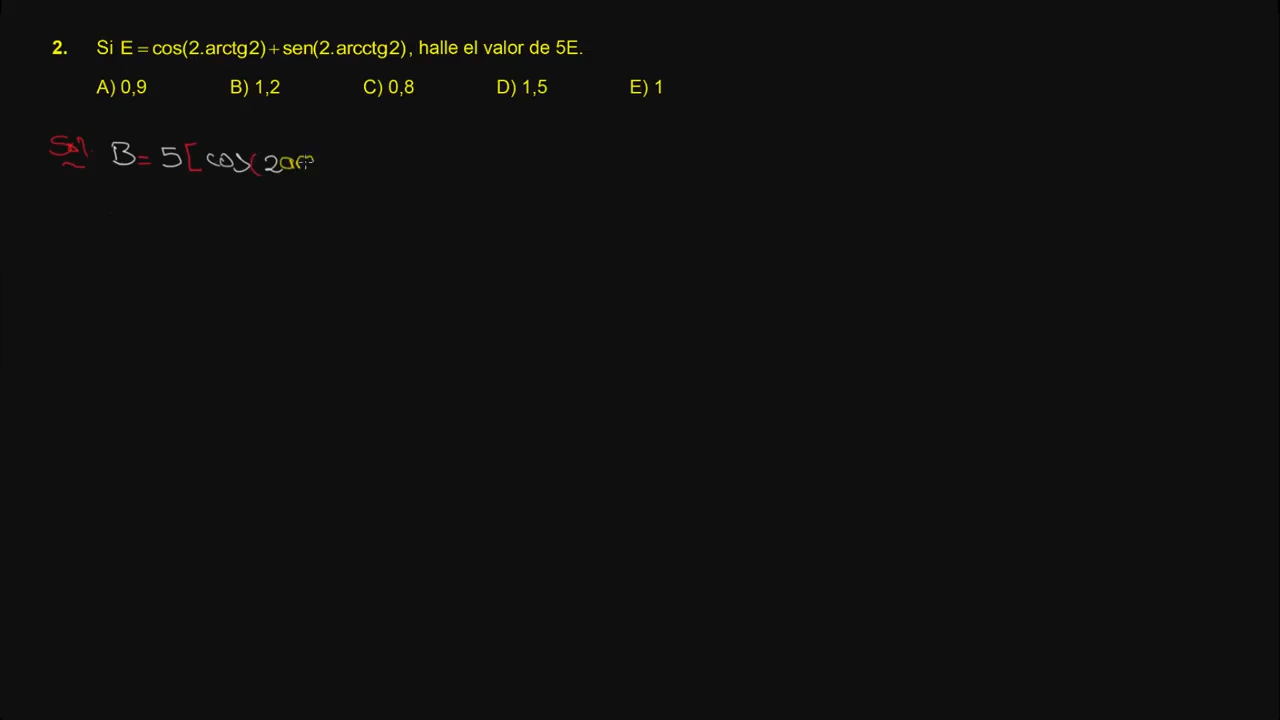 2. Si E = cos(2.arctg2) + sen(2.arcctg2), halle el valor de 5E.
A) 0,9 B) 1,2 C) 0,8 D) 1,5 E) 1
Sol. B = 5[cos(2arc